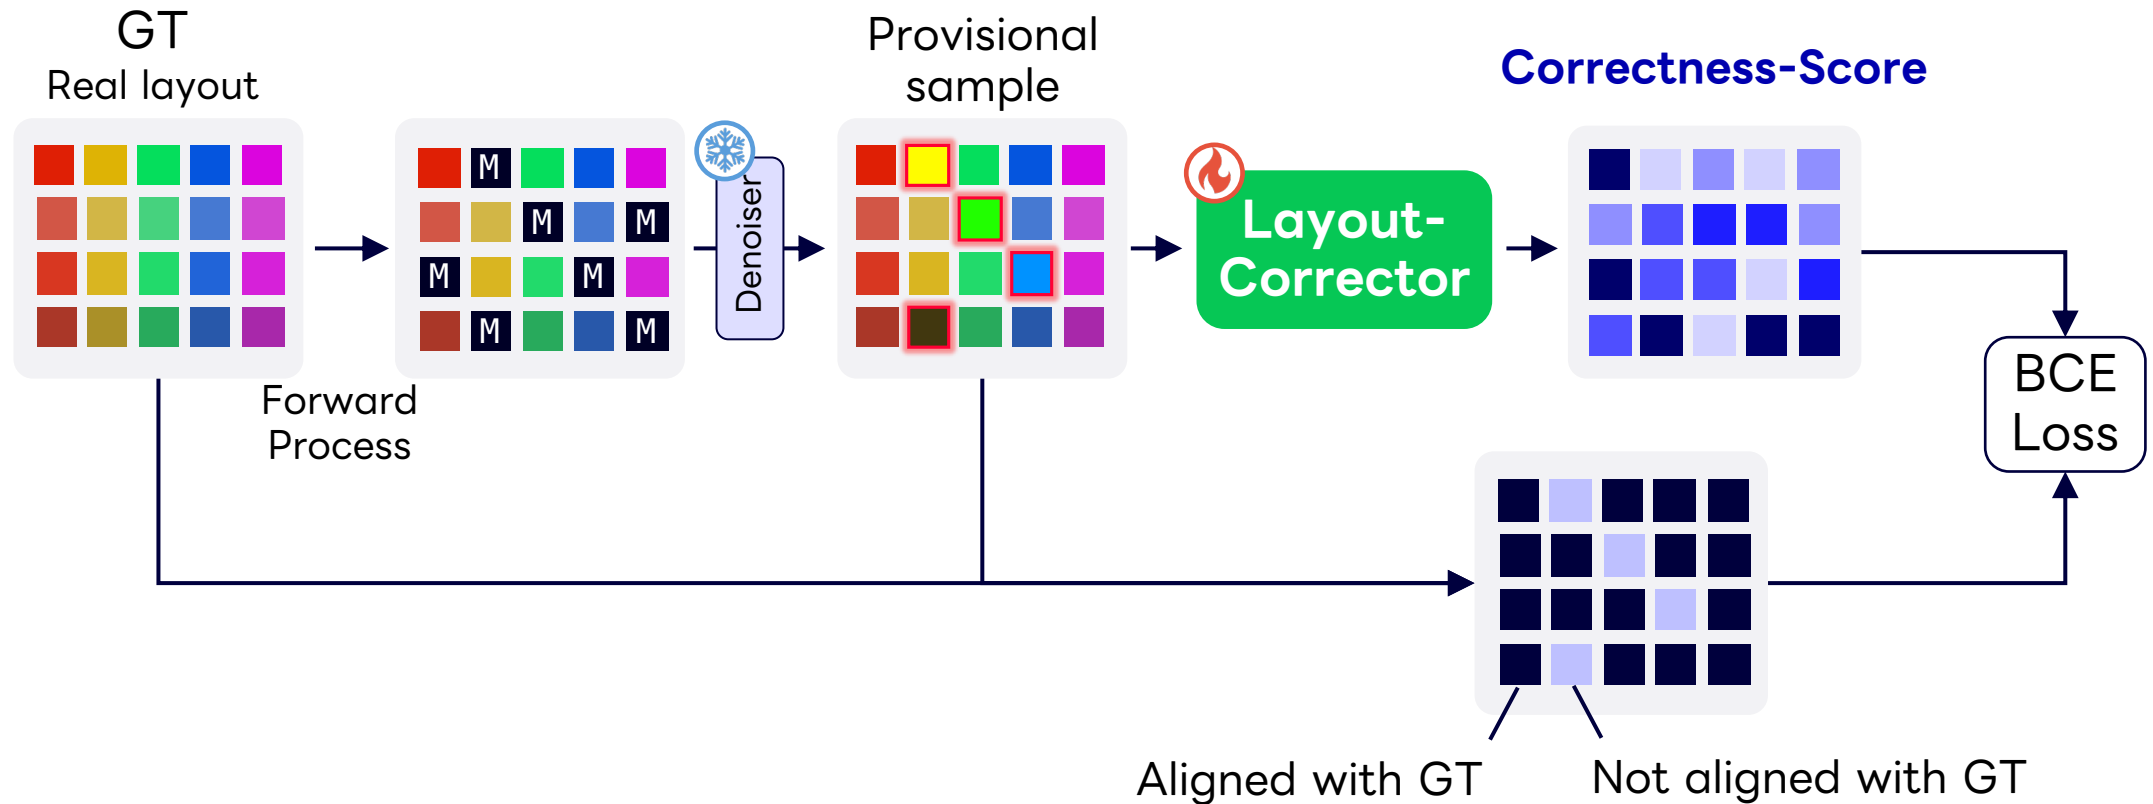 GT
Real layout
Provisional
sample
Correctness-Score
M
M
M
M
M
M
M
Denoiser
Layout-
Corrector
Forward
Process
BCE
Loss
Aligned with GT
Not aligned with GT